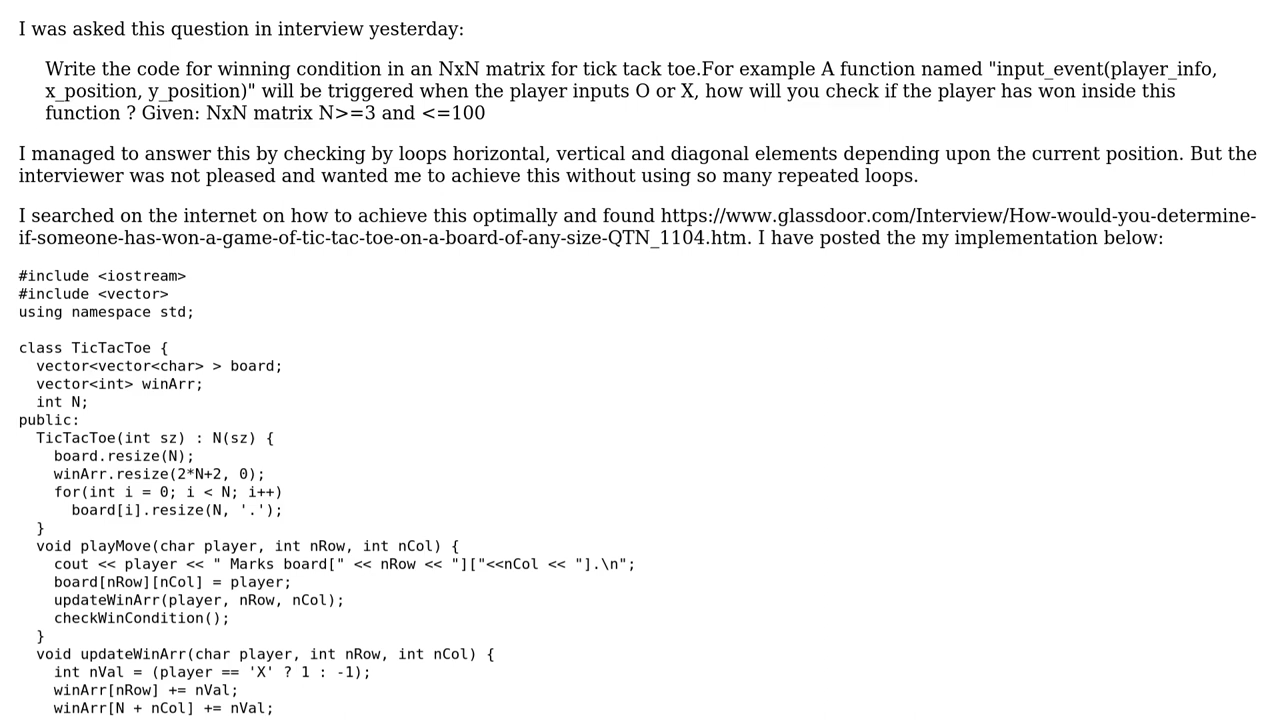 I was asked this question in interview yesterday:
Write the code for winning condition in an NxN matrix for tick tack toe.For example A function named "input_event(player_info,
x_position, y_position)" will be triggered when the player inputs O or X, how will you check if the player has won inside this
function ? Given: NxN matrix N>=3 and <=100
I managed to answer this by checking by loops horizontal, vertical and diagonal elements depending upon the current position. But the
interviewer was not pleased and wanted me to achieve this without using so many repeated loops.
I searched on the internet on how to achieve this optimally and found https://www.glassdoor.com/Interview/How-would-you-determine-
if-someone-has-won-a-game-of-tic-tac-toe-on-a-board-of-any-size-QTN_1104.htm. I have posted the my implementation below:
#include <iostream>
#include <vector>
using namespace std;
class TicTacToe {
  vector<vector<char> > board;
  vector<int> winArr;
  int N;
public:
  TicTacToe(int sz) : N(sz) {
    board.resize(N);
    winArr.resize(2*N+2, 0);
    for(int i = 0; i < N; i++)
      board[i].resize(N, '.');
  }
  void playMove(char player, int nRow, int nCol) {
    cout << player << " Marks board[" << nRow << "]["<<nCol << "].\n";
    board[nRow][nCol] = player;
    updateWinArr(player, nRow, nCol);
    checkWinCondition();
  }
  void updateWinArr(char player, int nRow, int nCol) {
    int nVal = (player == 'X' ? 1 : -1);
    winArr[nRow] += nVal;
    winArr[N + nCol] += nVal;